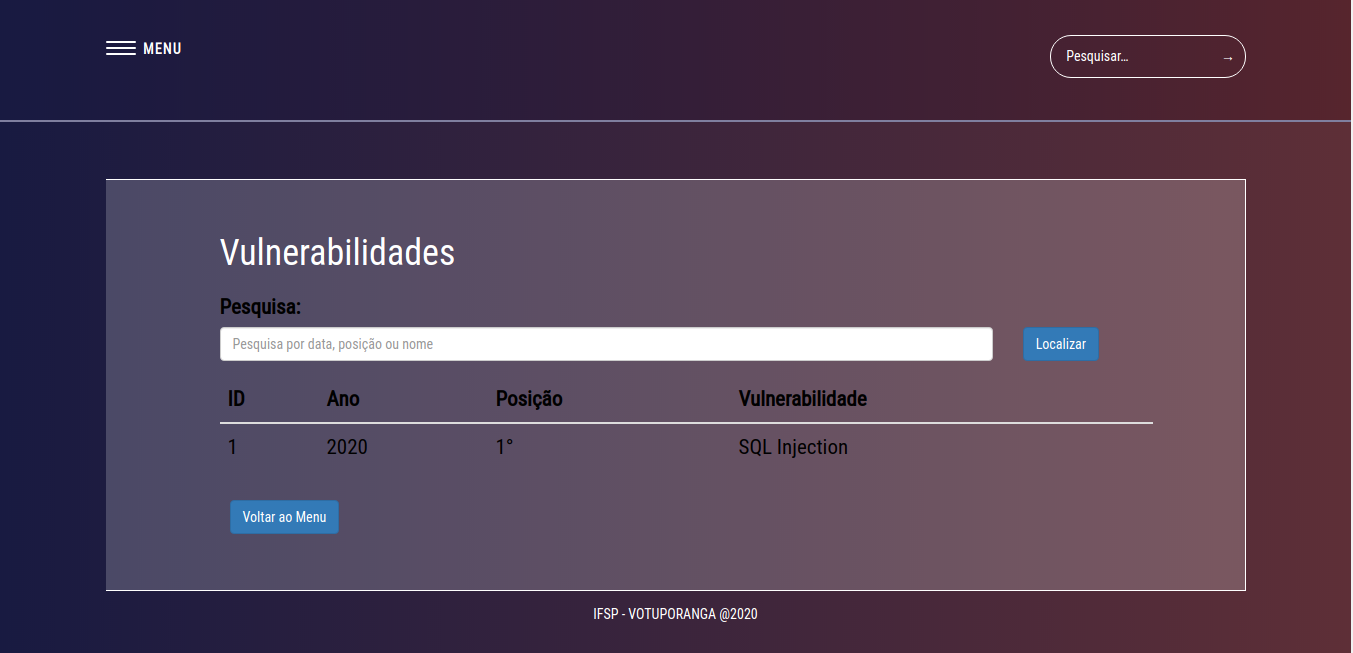 MENU
Pesquisar... →
Vulnerabilidades
Pesquisa:
Pesquisa por data, posição ou nome Localizar
ID Ano Posição Vulnerabilidade
1 2020 1° SQL Injection
Voltar ao Menu
IFSP - VOTUPORANGA @2020